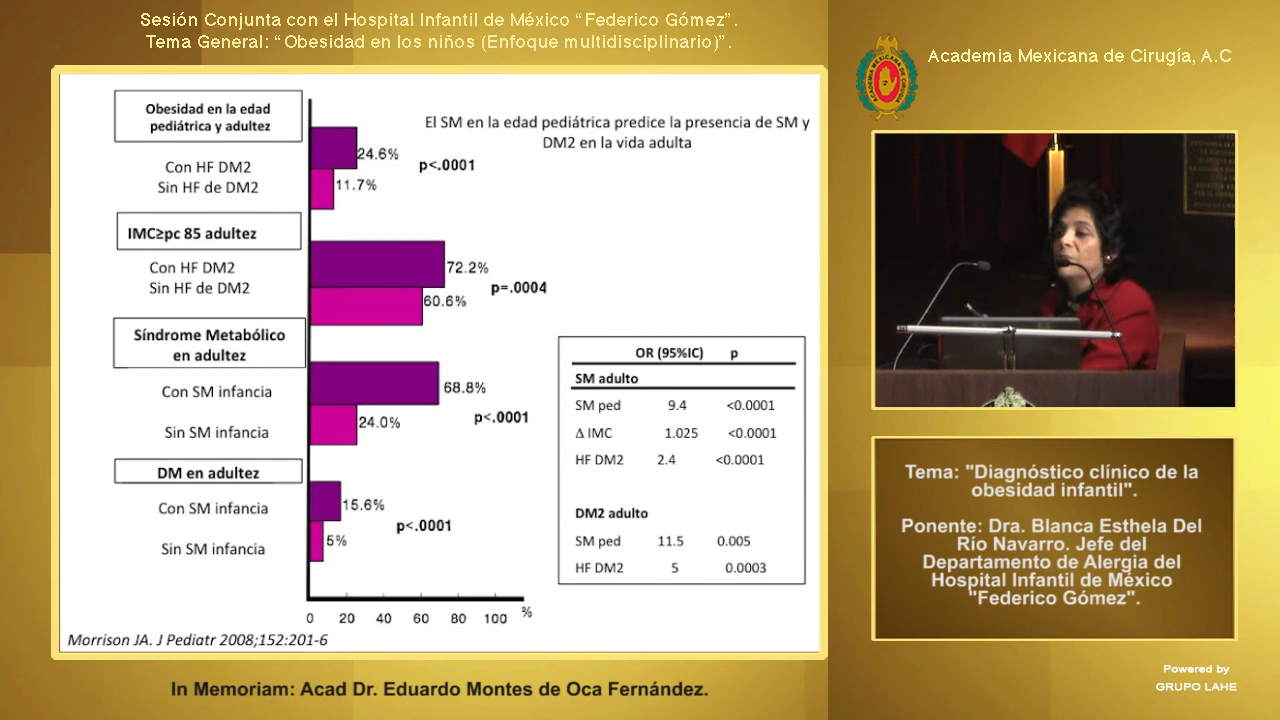 Sesión Conjunta con el Hospital Infantil de México “Federico Gómez”.
Tema General: “Obesidad en los niños (Enfoque multidisciplinario)”.
Academia Mexicana de Cirugía, A.C
Obesidad en la edad
pediátrica y adultez
El SM en la edad pediátrica predice la presencia de SM y
DM2 en la vida adulta
Con HF DM2
24.6%
p<.0001
Sin HF de DM2
11.7%
IMC≥pc 85 adultez
Con HF DM2
72.2%
Sin HF de DM2
60.6%
p=.0004
Síndrome Metabólico
en adultez
Con SM infancia
68.8%
Sin SM infancia
24.0%
p<.0001
DM en adultez
Con SM infancia
15.6%
p<.0001
Sin SM infancia
5%
0 20 40 60 80 100 %
OR (95%IC) p
SM adulto
SM ped 9.4 <0.0001
Δ IMC 1.025 <0.0001
HF DM2 2.4 <0.0001
DM2 adulto
SM ped 11.5 0.005
HF DM2 5 0.0003
Morrison JA. J Pediatr 2008;152:201-6
Tema: "Diagnóstico clínico de la
obesidad infantil".
Ponente: Dra. Blanca Esthela Del
Río Navarro. Jefe del
Departamento de Alergia del
Hospital Infantil de México
"Federico Gómez".
In Memoriam: Acad Dr. Eduardo Montes de Oca Fernández.
Powered by
GRUPO LAHE